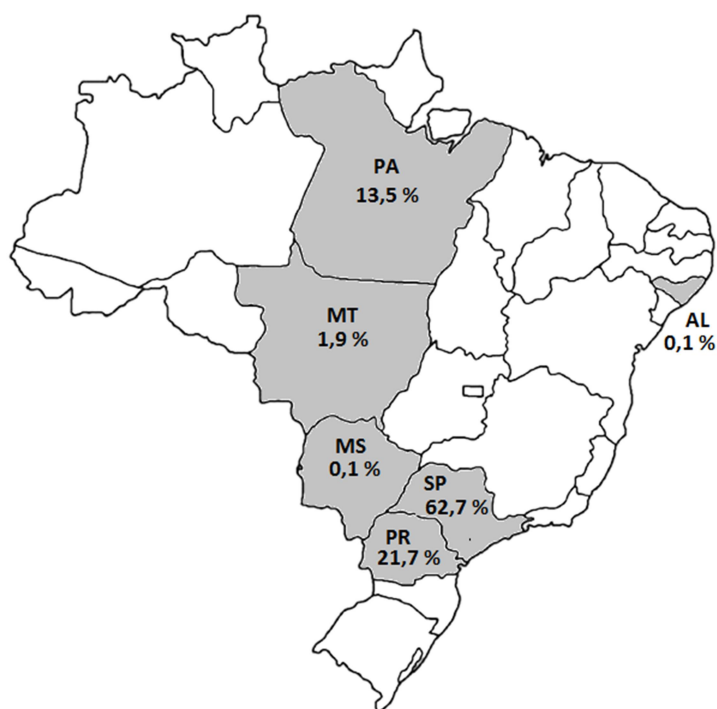 PA
13,5 %
MT
1,9 %
AL
0,1 %
MS
0,1 %
SP
62,7 %
PR
21,7 %